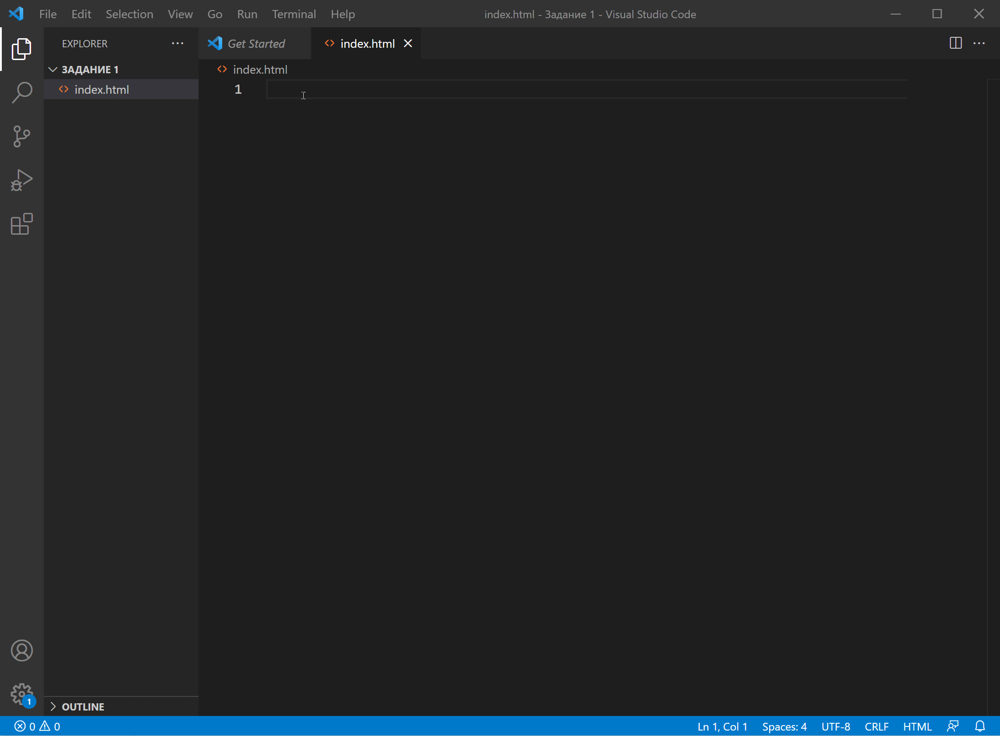 File Edit Selection View Go Run Terminal Help index.html - Задание 1 - Visual Studio Code
EXPLORER
Get Started
index.html
ЗАДАНИЕ 1
index.html
index.html
1
1
OUTLINE
0 0 Ln 1, Col 1 Spaces: 4 UTF-8 CRLF HTML